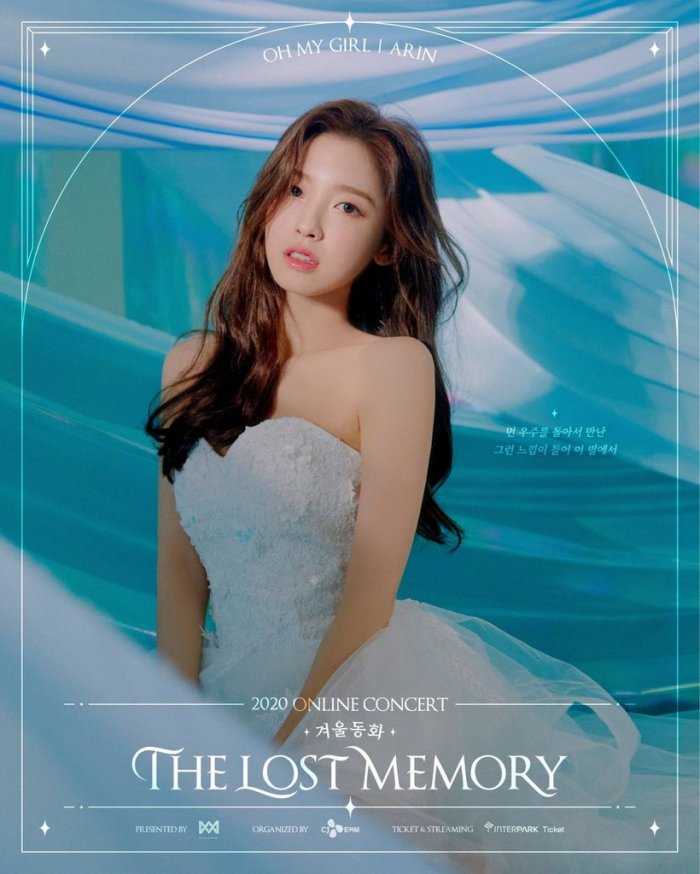 OH MY GIRL | ARIN
먼 우주를 돌아서 만난
그런 느낌이 들어 이 별에서
2020 ONLINE CONCERT
겨울동화
THE LOST MEMORY
PRESENTED BY ORGANIZED BY CJ ENM TICKET & STREAMING INTERPARK Ticket